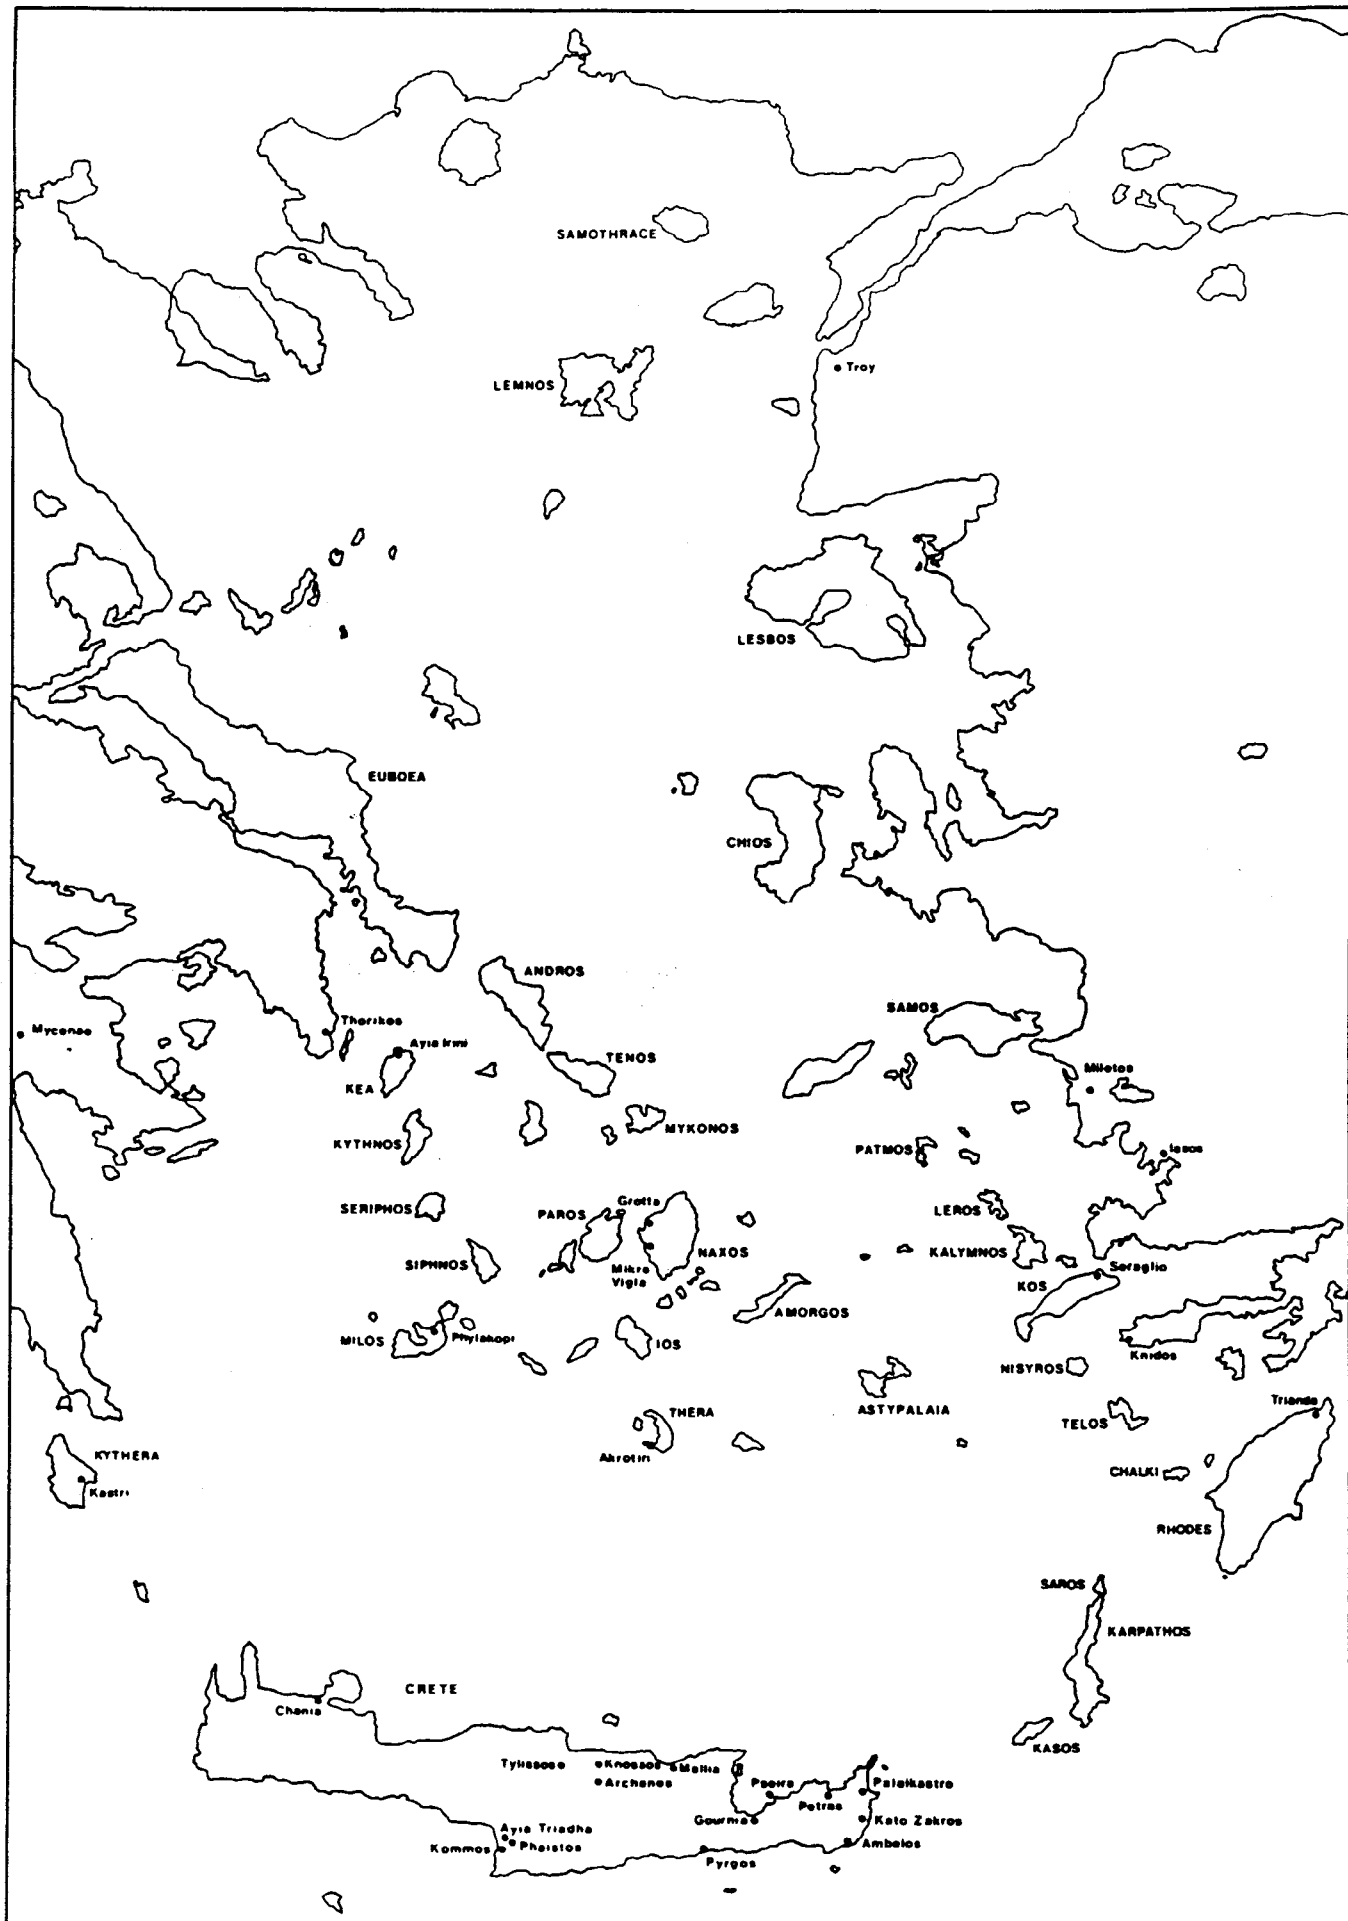 SAMOTHRACE
LEMNOS
Troy
LESBOS
EUBOEA
CHIOS
ANDROS
SAMOS
Mycenae
Thorikos
Ayia Irini
TENOS
KEA
Miletos
KYTHNOS
MYKONOS
PATMOS
Iasos
SERIPHOS
PAROS
Grotta
LEROS
SIPHNOS
NAXOS
KALYMNOS
Mikre
Vigla
Seraglio
KOS
AMORGOS
MILOS
Phylakopi
IOS
Knidos
NISYROS
THERA
ASTYPALAIA
TELOS
Trianda
KYTHERA
Akrotiri
Kastri
CHALKI
RHODES
SAROS
KARPATHOS
CRETE
Chania
KASOS
Tylissos
Knossos
Mallia
Archanes
Pseira
Palaikastro
Petras
Gournia
Kato Zakros
Ayia Triadha
Kommos
Phaistos
Ambelos
Pyrgos